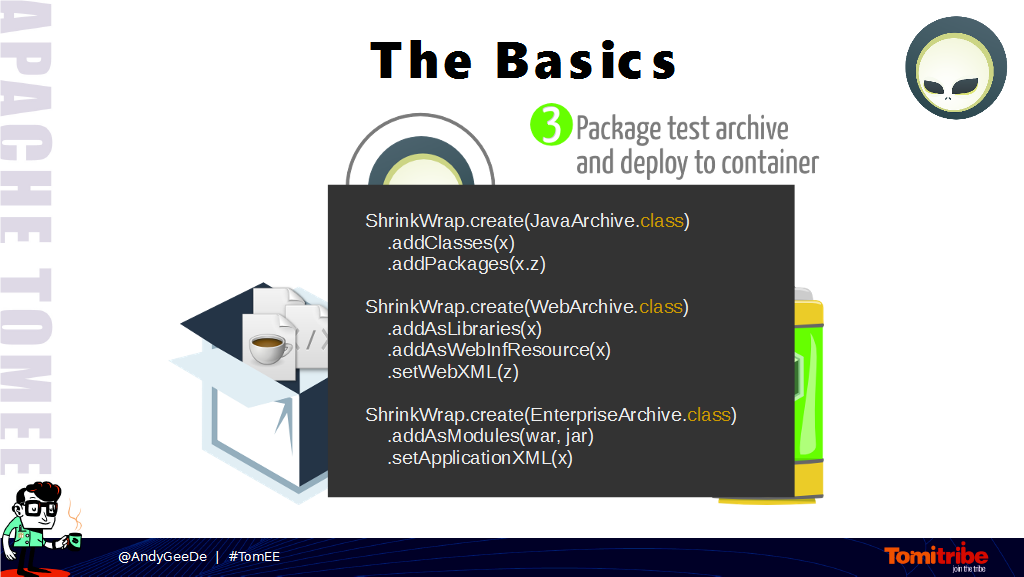 APACHE TOMEE
The Basics
3 Package test archive
and deploy to container
ShrinkWrap.create(JavaArchive.class)
.addClasses(x)
.addPackages(x.z)
ShrinkWrap.create(WebArchive.class)
.addAsLibraries(x)
.addAsWebInfResource(x)
.setWebXML(z)
ShrinkWrap.create(EnterpriseArchive.class)
.addAsModules(war, jar)
.setApplicationXML(x)
@AndyGeeDe | #TomEE
Tomitribe
join the tribe